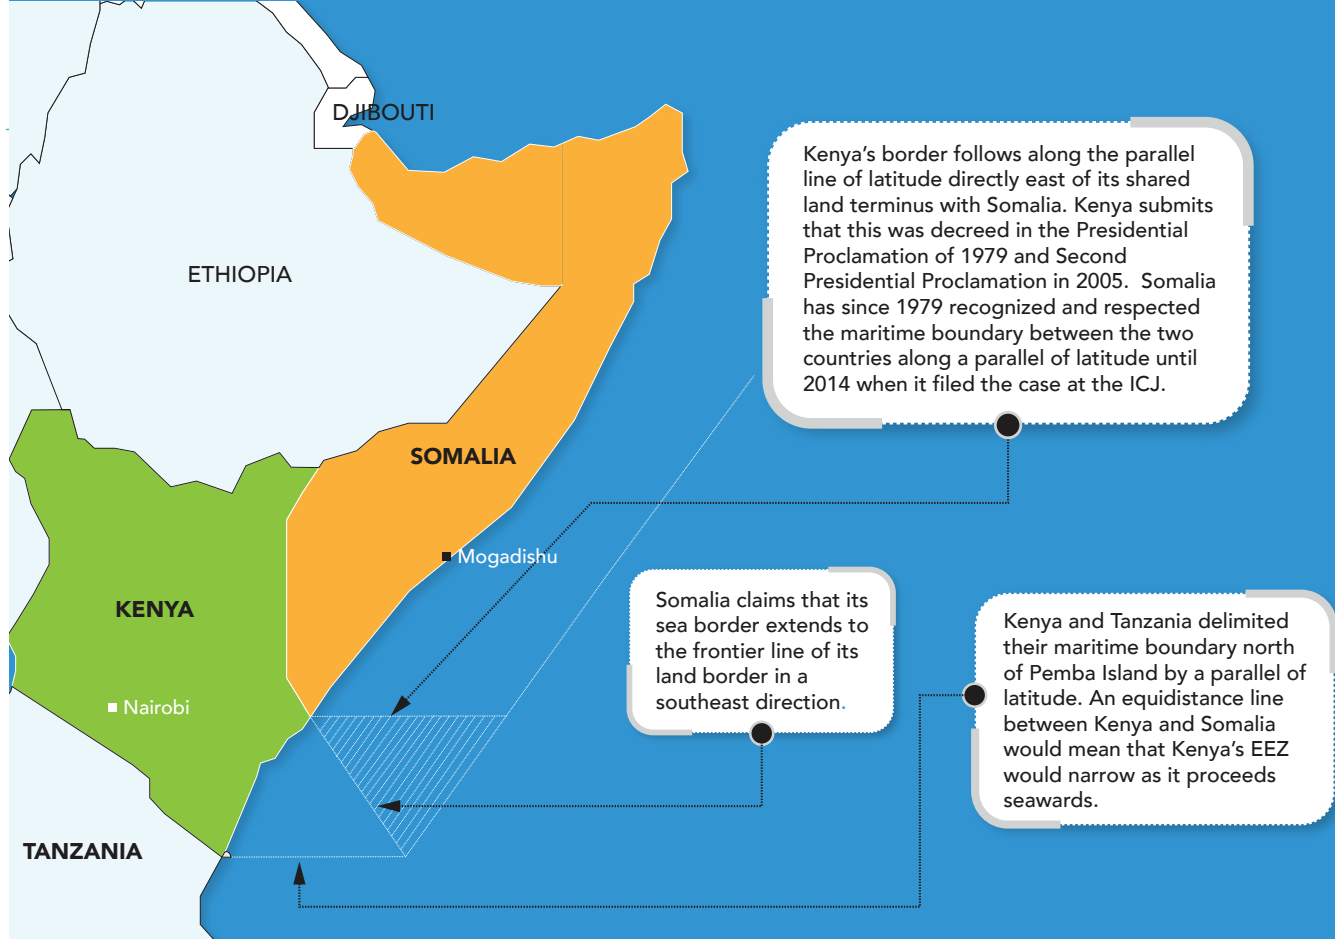 DJIBOUTI
Kenya’s border follows along the parallel
line of latitude directly east of its shared
land terminus with Somalia. Kenya submits
that this was decreed in the Presidential
Proclamation of 1979 and Second
Presidential Proclamation in 2005.  Somalia
has since 1979 recognized and respected
the maritime boundary between the two
countries along a parallel of latitude until
2014 when it filed the case at the ICJ.
ETHIOPIA
SOMALIA
Mogadishu
KENYA
Nairobi
Somalia claims that its
sea border extends to
the frontier line of its
land border in a
southeast direction.
Kenya and Tanzania delimited
their maritime boundary north
of Pemba Island by a parallel of
latitude. An equidistance line
between Kenya and Somalia
would mean that Kenya’s EEZ
would narrow as it proceeds
seawards.
TANZANIA